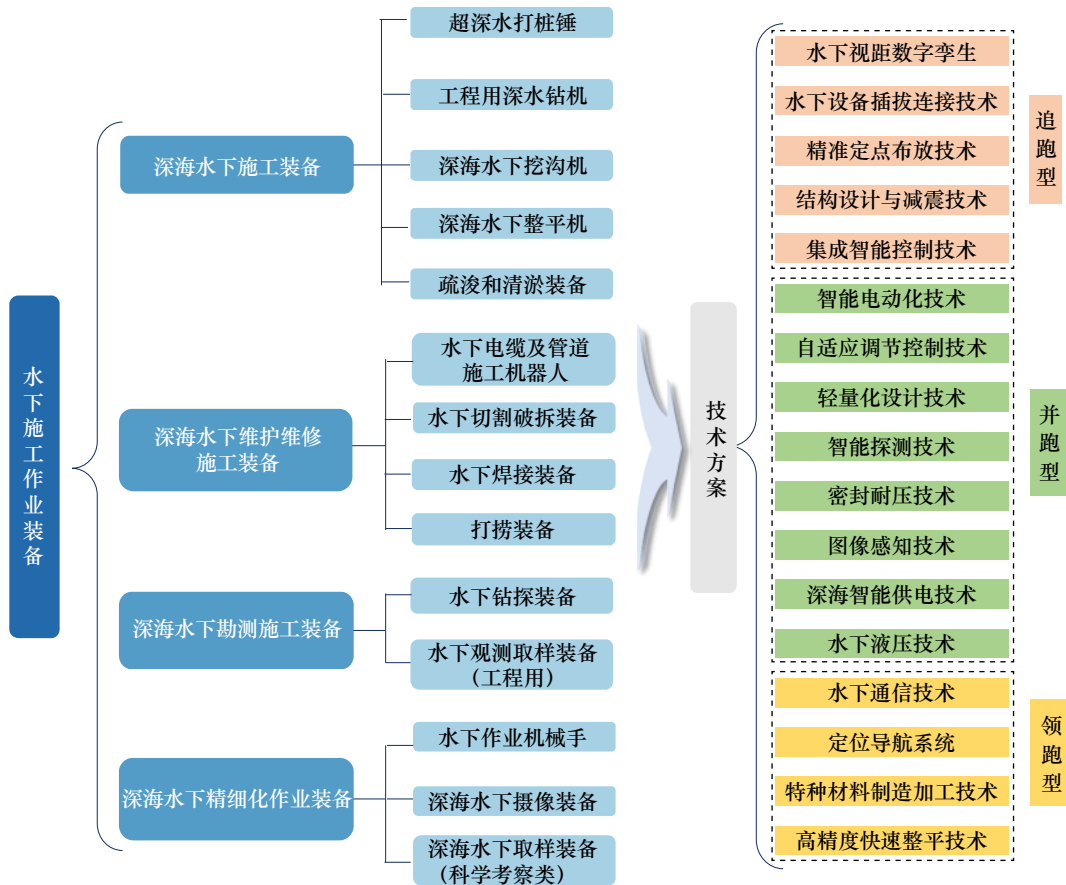 水下施工作业装备
深海水下施工装备
超深水打桩锤
工程用深水钻机
深海水下挖沟机
深海水下整平机
疏浚和清淤装备
深海水下维护维修
施工装备
水下电缆及管道
施工机器人
水下切割破拆装备
水下焊接装备
打捞装备
深海水下勘测施工装备
水下钻探装备
水下观测取样装备
（工程用）
深海水下精细化作业装备
水下作业机械手
深海水下摄像装备
深海水下取样装备
(科学考察类)
技术方案
水下视距数字孪生
水下设备插拔连接技术
精准定点布放技术
结构设计与减震技术
集成智能控制技术
追跑型
智能电动化技术
自适应调节控制技术
轻量化设计技术
智能探测技术
密封耐压技术
图像感知技术
深海智能供电技术
水下液压技术
并跑型
水下通信技术
定位导航系统
特种材料制造加工技术
高精度快速整平技术
领跑型